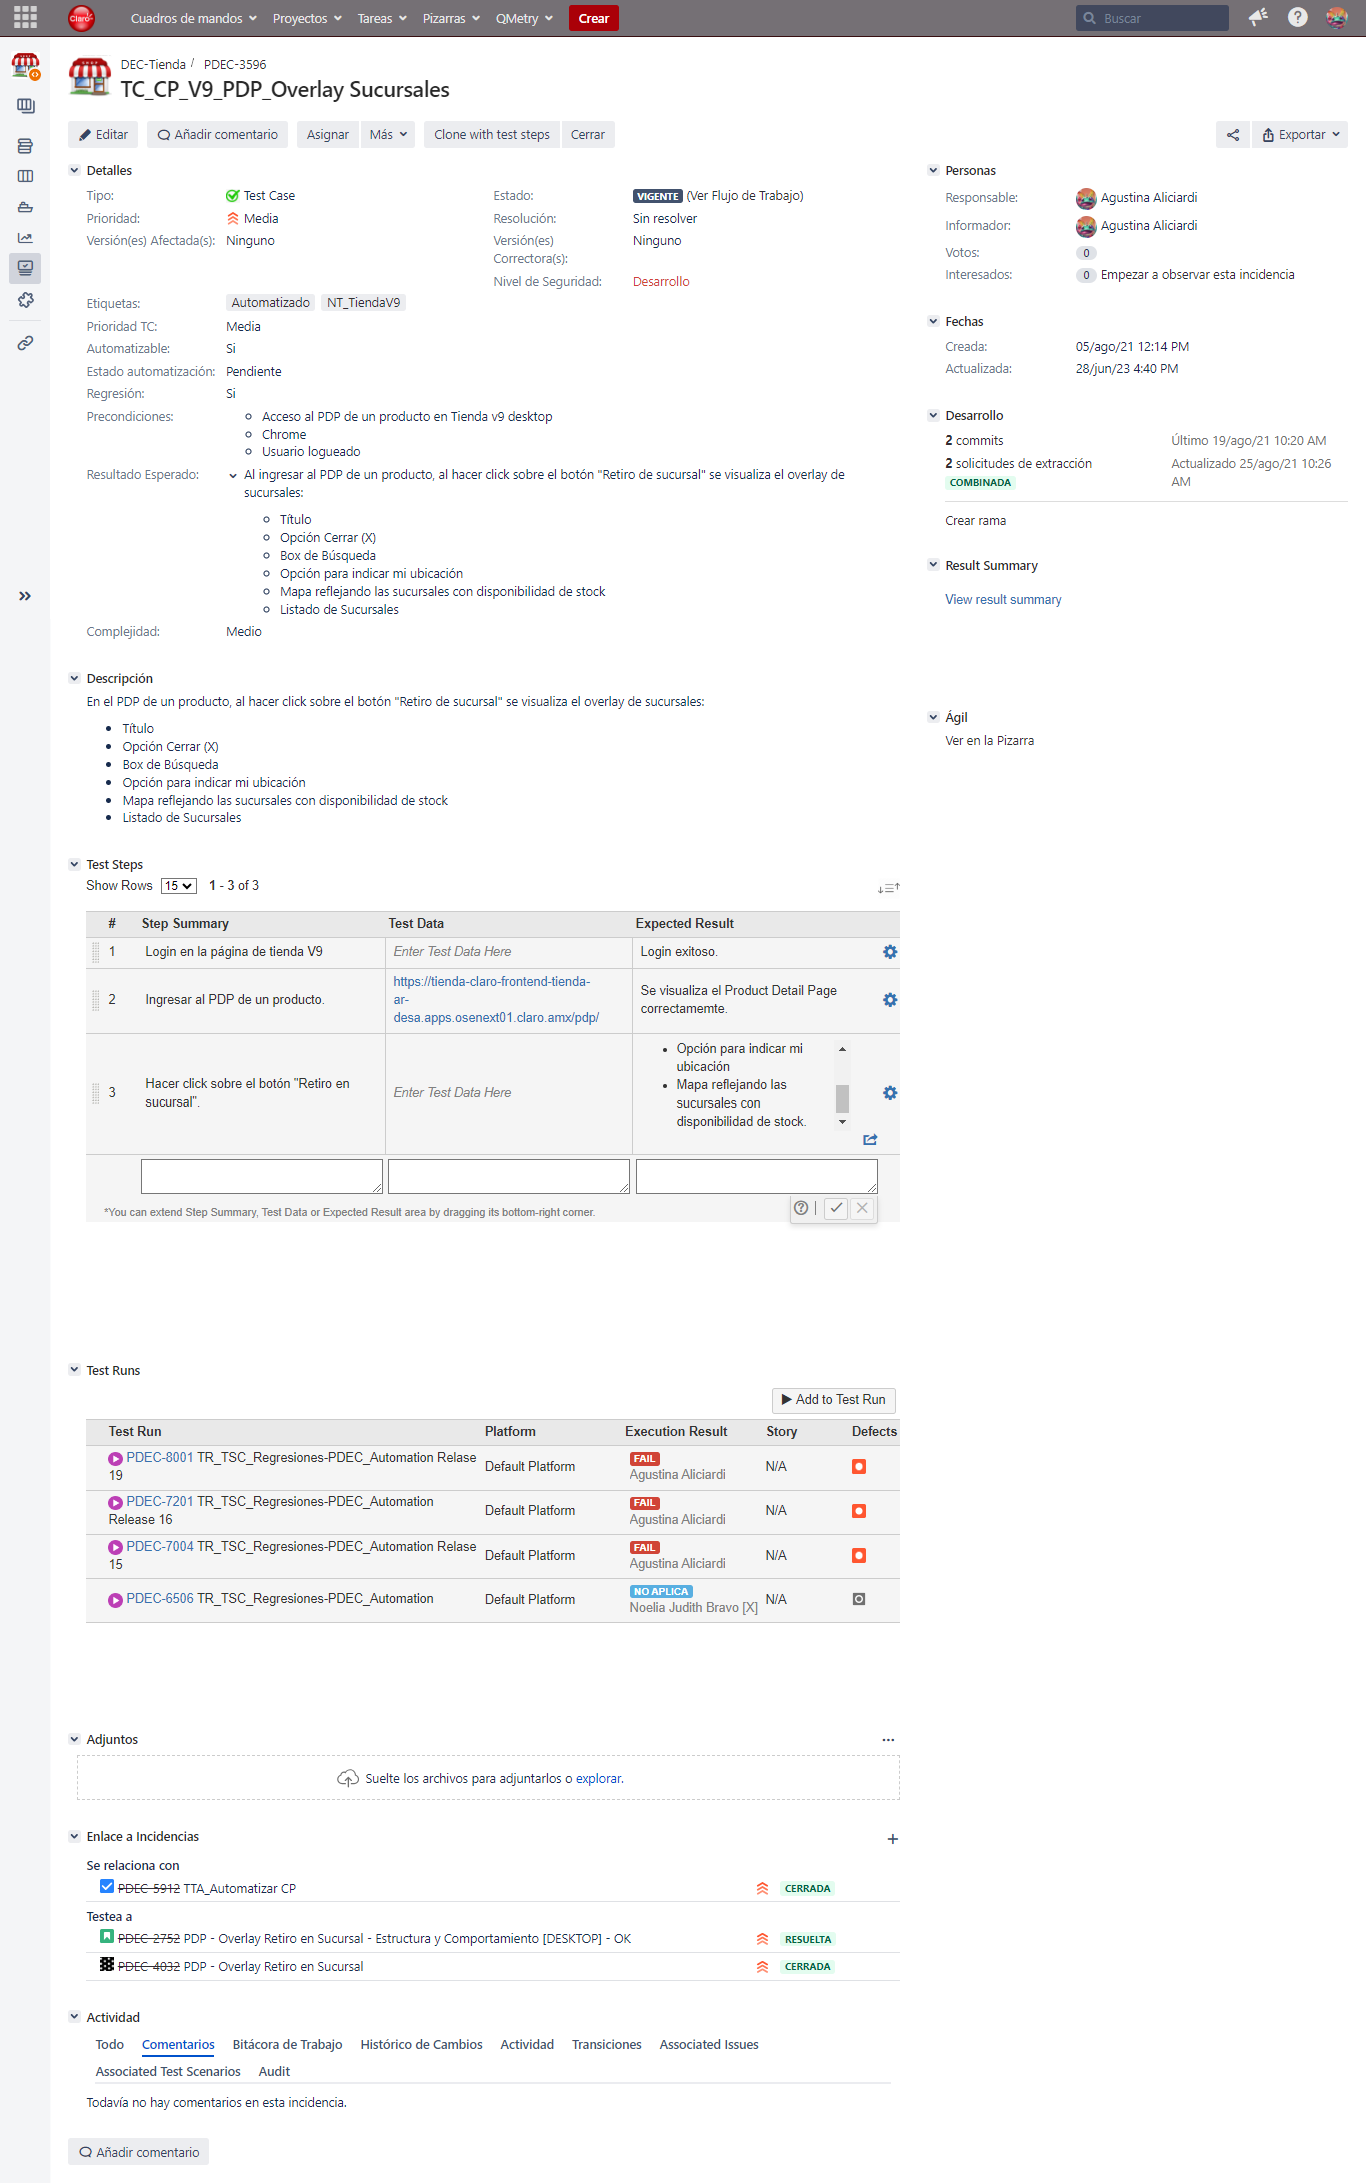 Claro
Cuadros de mandos
Proyectos
Tareas
Pizarras
QMetry
Crear
Buscar
DEC-Tienda / PDEC-3596
TC_CP_V9_PDP_Overlay Sucursales
Editar
Añadir comentario
Asignar
Más
Clone with test steps
Cerrar
Exportar
Detalles
Tipo: Test Case
Estado: VIGENTE (Ver Flujo de Trabajo)
Prioridad: Media
Resolución: Sin resolver
Versión(es) Afectada(s): Ninguno
Versión(es) Correctora(s): Ninguno
Nivel de Seguridad: Desarrollo
Etiquetas: Automatizado NT_TiendaV9
Prioridad TC: Media
Automatizable: Si
Estado automatización: Pendiente
Regresión: Si
Precondiciones:
Acceso al PDP de un producto en Tienda v9 desktop
Chrome
Usuario logueado
Resultado Esperado:
Al ingresar al PDP de un producto, al hacer click sobre el botón "Retiro de sucursal" se visualiza el overlay de
sucursales:
Título
Opción Cerrar (X)
Box de Búsqueda
Opción para indicar mi ubicación
Mapa reflejando las sucursales con disponibilidad de stock
Listado de Sucursales
Complejidad: Medio
Descripción
En el PDP de un producto, al hacer click sobre el botón "Retiro de sucursal" se visualiza el overlay de sucursales:
Título
Opción Cerrar (X)
Box de Búsqueda
Opción para indicar mi ubicación
Mapa reflejando las sucursales con disponibilidad de stock
Listado de Sucursales
Test Steps
Show Rows 15 1 - 3 of 3
# Step Summary Test Data Expected Result
1 Login en la página de tienda V9 Enter Test Data Here Login exitoso.
2 Ingresar al PDP de un producto.
https://tienda-claro-frontend-tienda-
ar-
desa.apps.osenext01.claro.amx/pdp/
Se visualiza el Product Detail Page
correctamemte.
3 Hacer click sobre el botón "Retiro en
sucursal".
Enter Test Data Here
Opción para indicar mi
ubicación
Mapa reflejando las
sucursales con
disponibilidad de stock.
*You can extend Step Summary, Test Data or Expected Result area by dragging its bottom-right corner.
Test Runs
Add to Test Run
Test Run Platform Execution Result Story Defects
PDEC-8001 TR_TSC_Regresiones-PDEC_Automation Relase
19
Default Platform
FAIL
Agustina Aliciardi
N/A
PDEC-7201 TR_TSC_Regresiones-PDEC_Automation
Release 16
Default Platform
FAIL
Agustina Aliciardi
N/A
PDEC-7004 TR_TSC_Regresiones-PDEC_Automation Relase
15
Default Platform
FAIL
Agustina Aliciardi
N/A
PDEC-6506 TR_TSC_Regresiones-PDEC_Automation
Default Platform
NO APLICA
Noelia Judith Bravo [X]
N/A
Adjuntos
Suelte los archivos para adjuntarlos o explorar.
Enlace a Incidencias
Se relaciona con
PDEC-5912 TTA_Automatizar CP CERRADA
Testea a
PDEC-2752 PDP - Overlay Retiro en Sucursal - Estructura y Comportamiento [DESKTOP] - OK RESUELTA
PDEC-4032 PDP - Overlay Retiro en Sucursal CERRADA
Actividad
Todo Comentarios Bitácora de Trabajo Histórico de Cambios Actividad Transiciones Associated Issues
Associated Test Scenarios Audit
Todavía no hay comentarios en esta incidencia.
Añadir comentario
Personas
Responsable: Agustina Aliciardi
Informador: Agustina Aliciardi
Votos: 0
Interesados: 0 Empezar a observar esta incidencia
Fechas
Creada: 05/ago/21 12:14 PM
Actualizada: 28/jun/23 4:40 PM
Desarrollo
2 commits Último 19/ago/21 10:20 AM
2 solicitudes de extracción
COMBINADA
Actualizado 25/ago/21 10:26
AM
Crear rama
Result Summary
View result summary
Ágil
Ver en la Pizarra